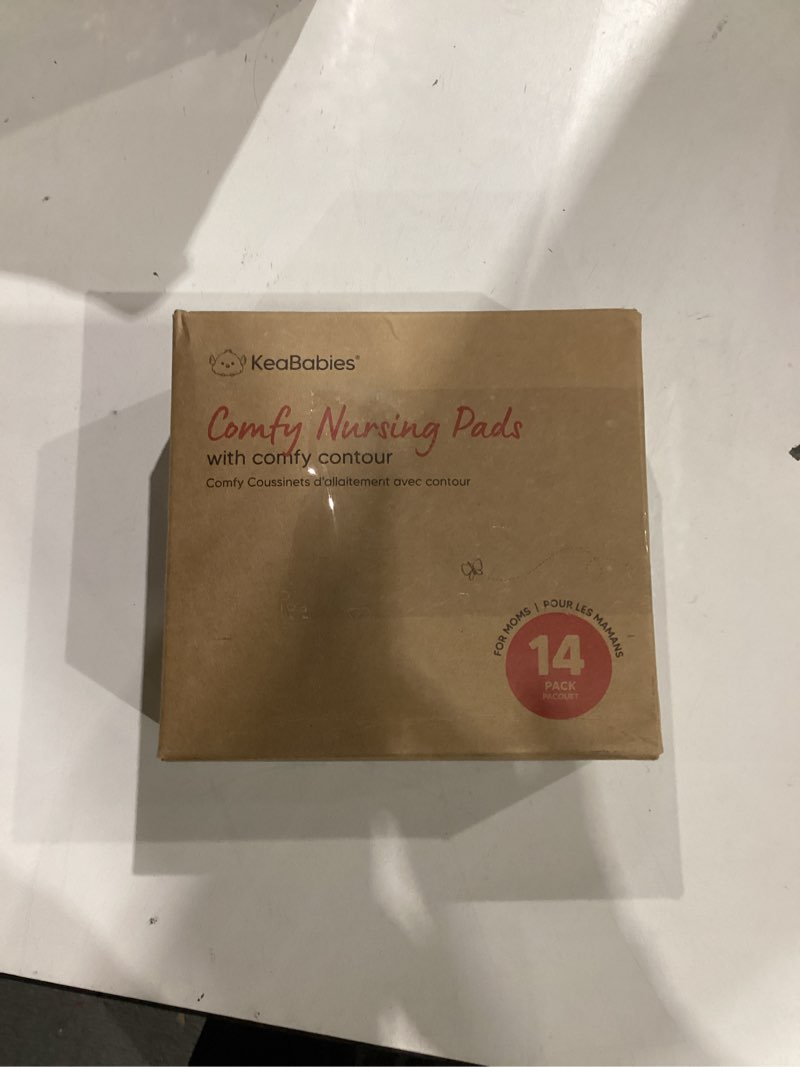 KeaBabies®
Comfy Nursing Pads
with comfy contour
Comfy Coussinets d'allaitement avec contour
FOR MOMS | POUR LES MAMANS
14
PACK
PACQUET